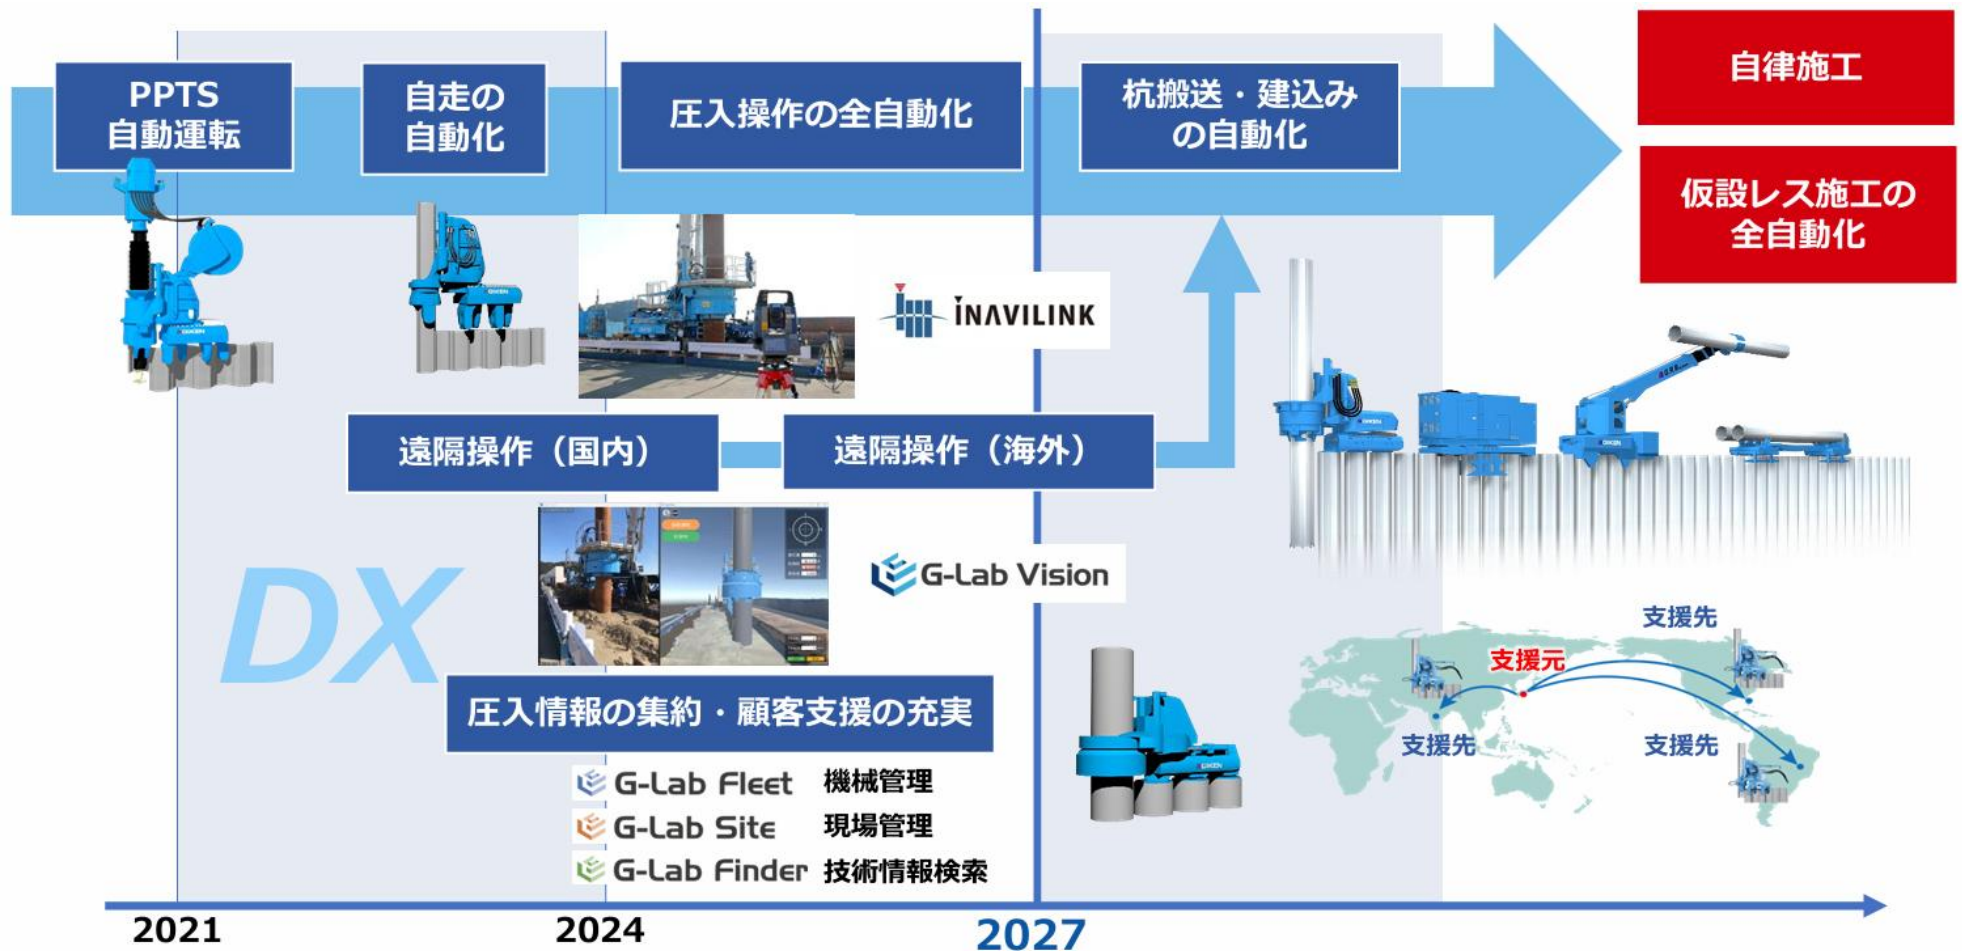 PPTS
自動運転
自走の
自動化
圧入操作の全自動化
杭搬送・建込み
の自動化
自律施工
仮設レス施工の
全自動化
iNAVILINK
遠隔操作（国内）
遠隔操作（海外）
DX
G-Lab Vision
圧入情報の集約・顧客支援の充実
G-Lab Fleet 機械管理
G-Lab Site 現場管理
G-Lab Finder 技術情報検索
支援先
支援元
支援先
支援先
GIKEN
GIKEN
GIKEN
GIKEN
GIKEN
2021
2024
2027